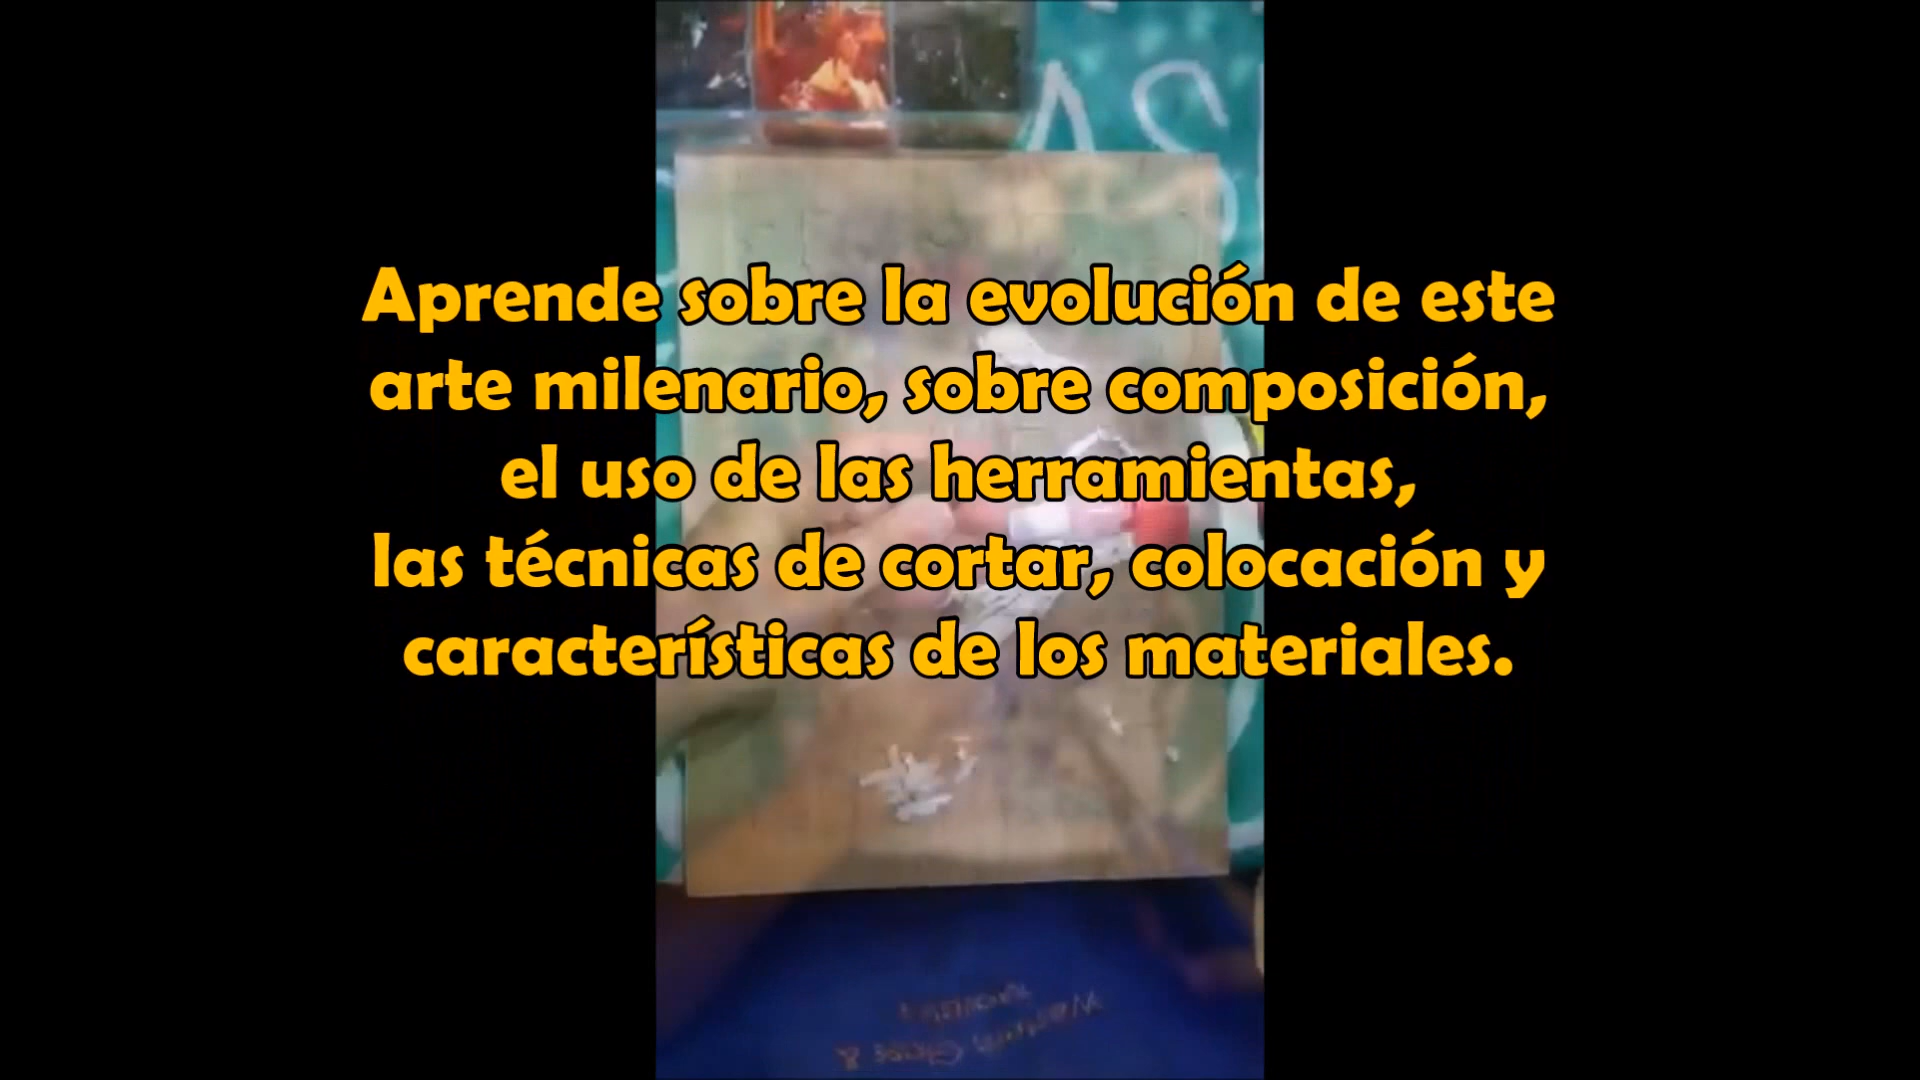 AS
Aprende sobre la evolución de este
arte milenario, sobre composición,
el uso de las herramientas,
las técnicas de cortar, colocación y
características de los materiales.